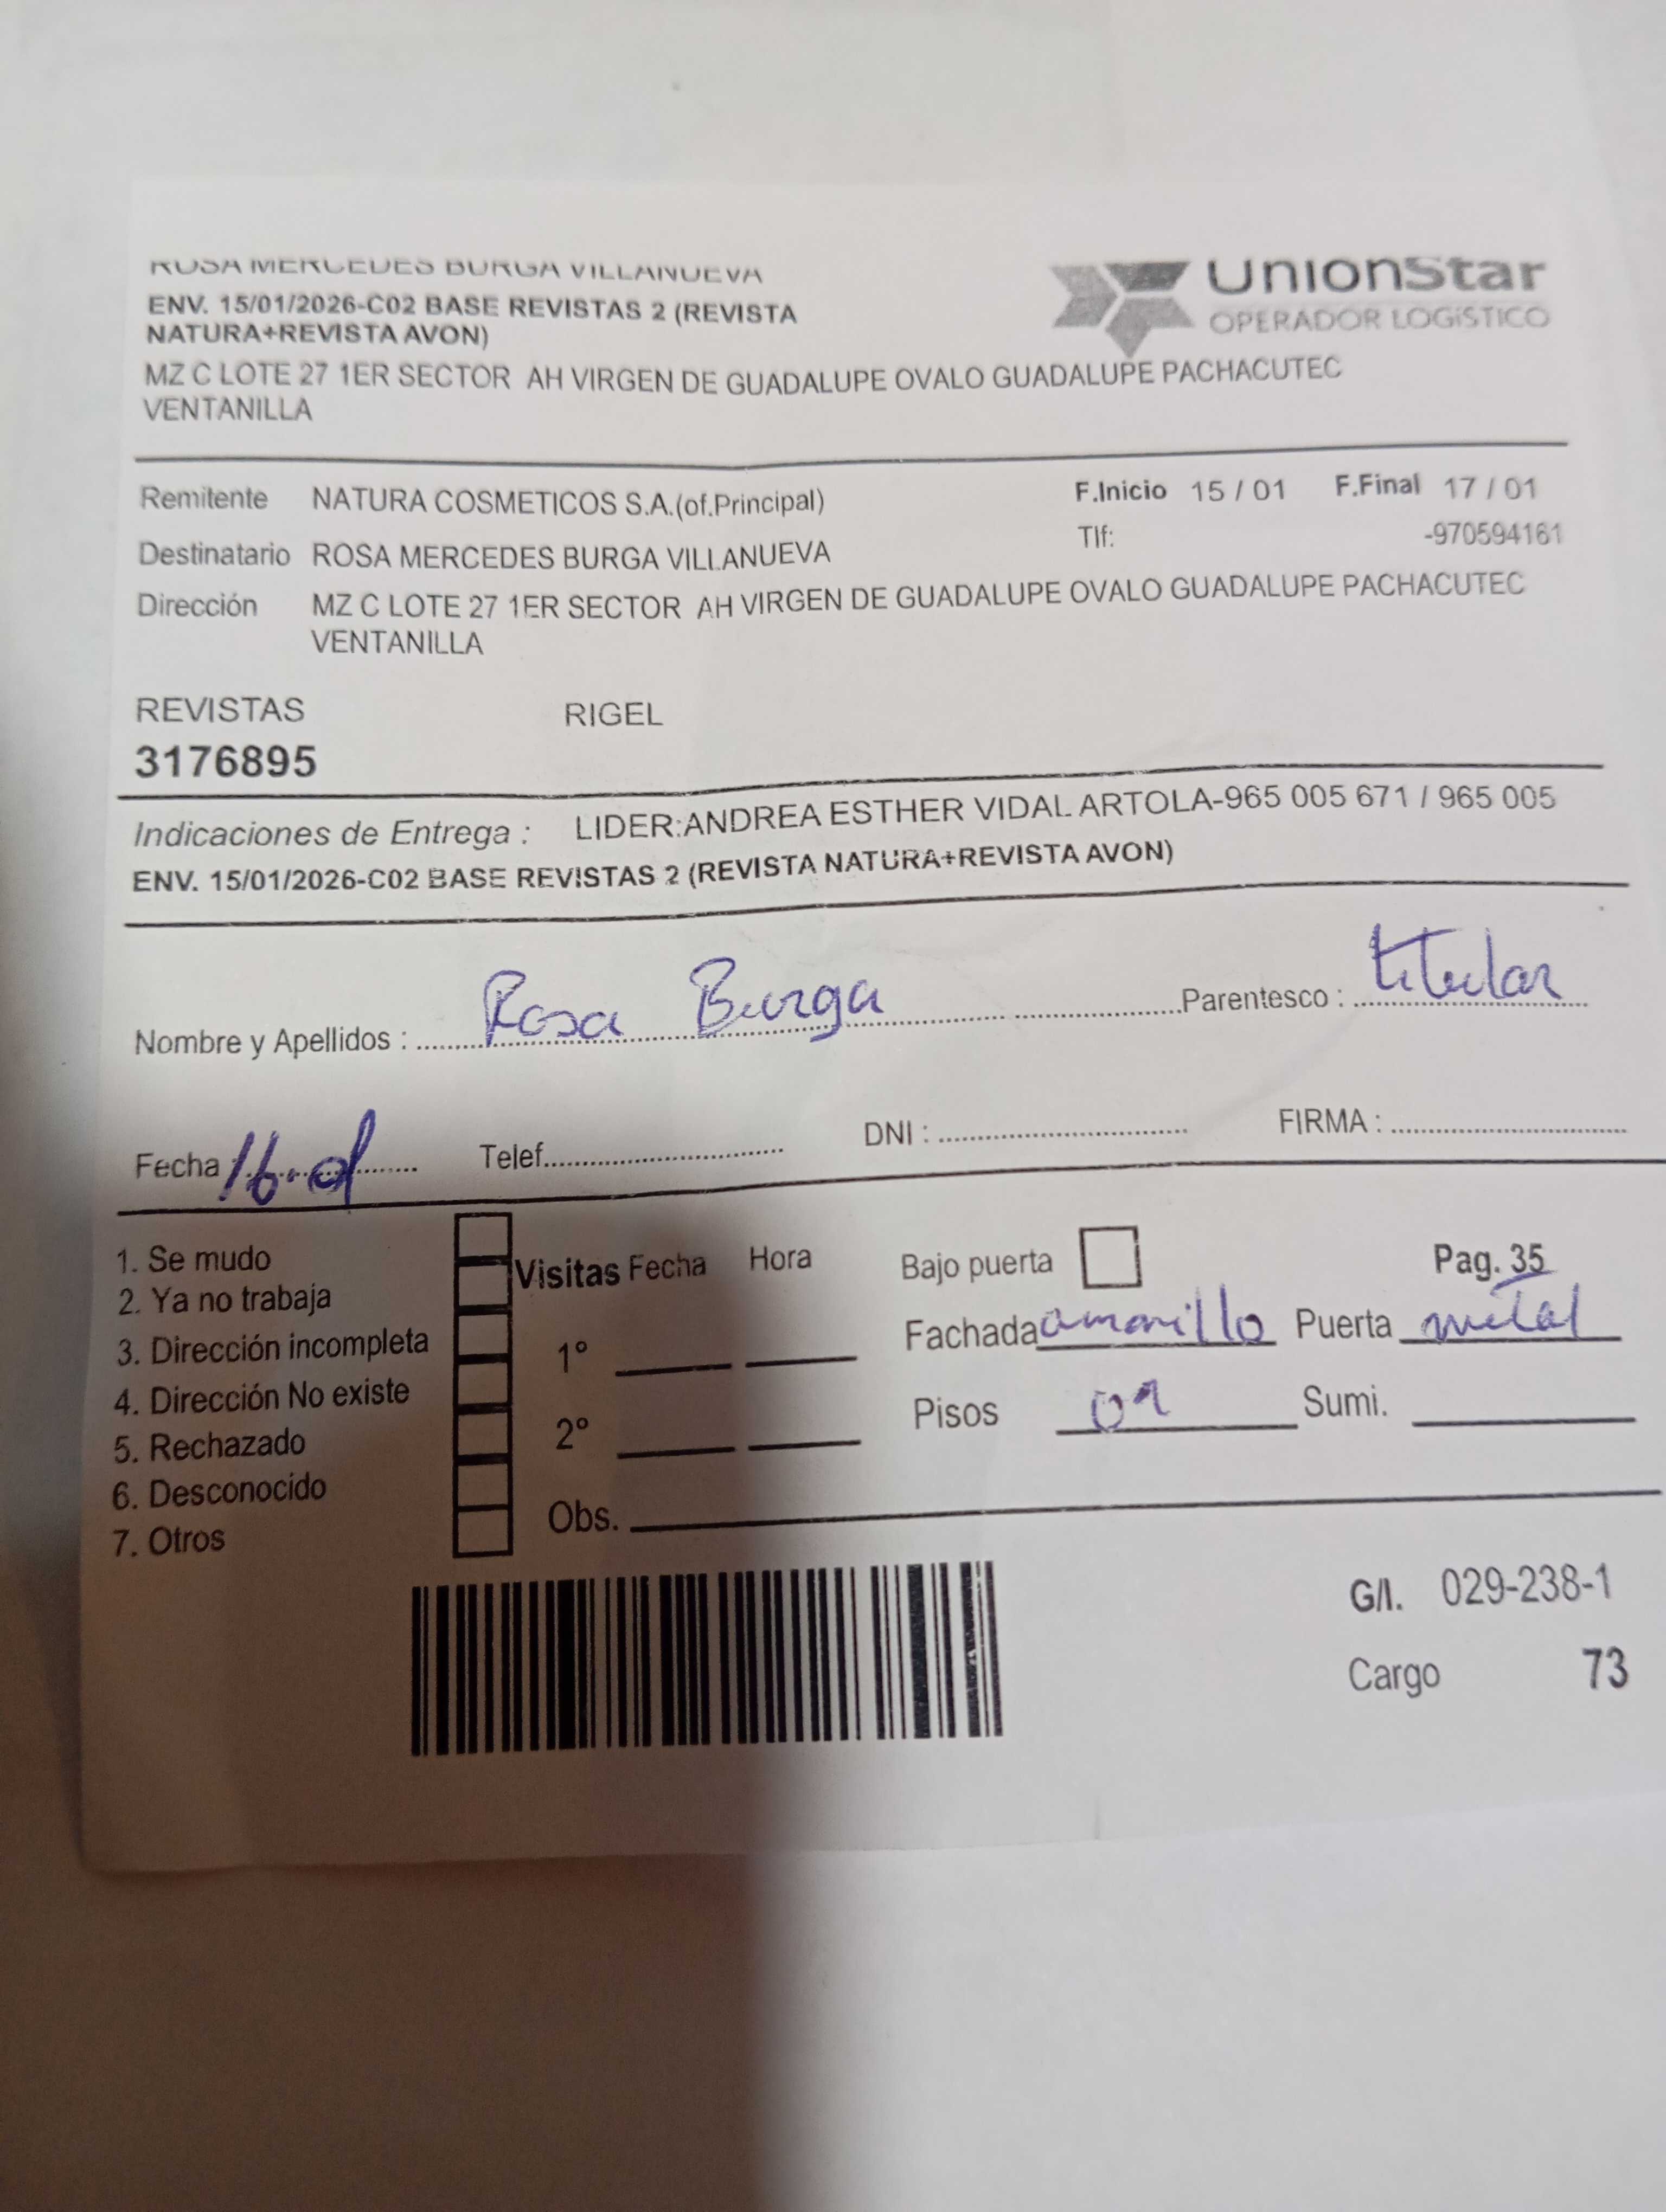 ROSA MERCEDES BURGA VILLANUEVA
UnionStar
OPERADOR LOGÍSTICO
ENV. 15/01/2026-C02 BASE REVISTAS 2 (REVISTA
NATURA+REVISTA AVON)
MZ C LOTE 27 1ER SECTOR AH VIRGEN DE GUADALUPE OVALO GUADALUPE PACHACUTEC
VENTANILLA
Remitente NATURA COSMETICOS S.A.(of.Principal) F.Inicio 15 / 01 F.Final 17 / 01
Destinatario ROSA MERCEDES BURGA VILLANUEVA Tlf: -970594161
Dirección MZ C LOTE 27 1ER SECTOR AH VIRGEN DE GUADALUPE OVALO GUADALUPE PACHACUTEC
VENTANILLA
REVISTAS RIGEL
3176895
Indicaciones de Entrega : LIDER:ANDREA ESTHER VIDAL ARTOLA-965 005 671 / 965 005
ENV. 15/01/2026-C02 BASE REVISTAS 2 (REVISTA NATURA+REVISTA AVON)
Nombre y Apellidos : Rosa Burga Parentesco : titular
Fecha 16.01 Telef. DNI : FIRMA :
1. Se mudo
2. Ya no trabaja
3. Dirección incompleta
4. Dirección No existe
5. Rechazado
6. Desconocido
7. Otros
Visitas Fecha Hora
1°
2°
Obs.
Bajo puerta Pag. 35
Fachada amarillo Puerta metal
Pisos 01 Sumi.
G/I. 029-238-1
Cargo 73